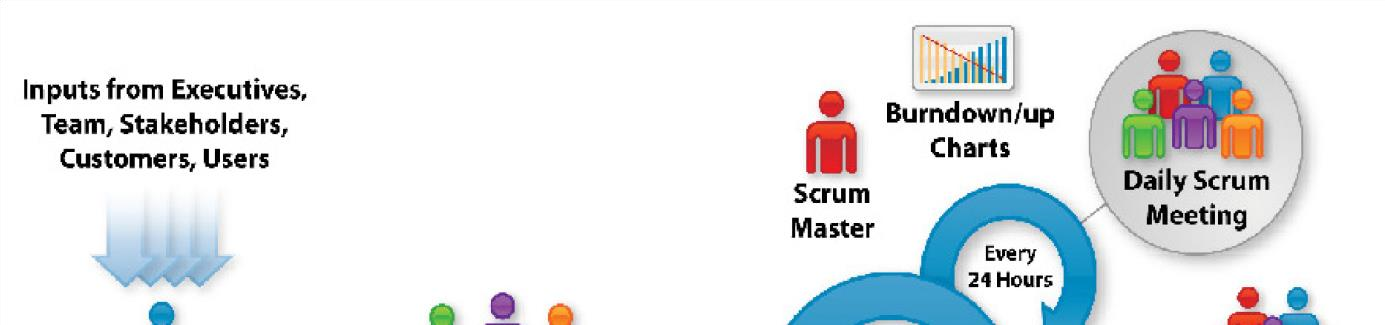 Inputs from Executives,
Team, Stakeholders,
Customers, Users
Burndown/up
Charts
Scrum
Master
Daily Scrum
Meeting
Every
24 Hours